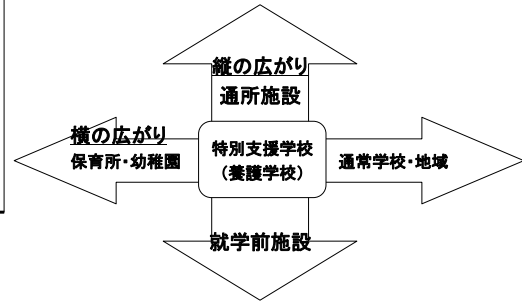 縦の広がり
通所施設
横の広がり
保育所・幼稚園
特別支援学校
（養護学校）
通常学校・地域
就学前施設